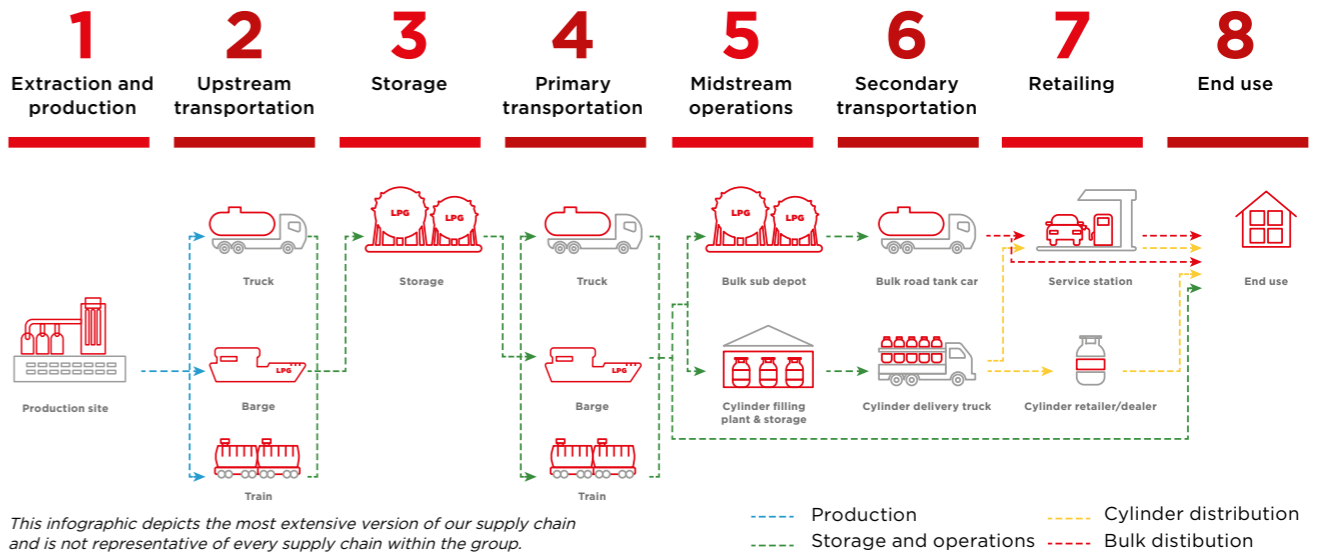 1
Extraction and
production
2
Upstream
transportation
3
Storage
4
Primary
transportation
5
Midstream
operations
6
Secondary
transportation
7
Retailing
8
End use
LPG
LPG
LPG
LPG
Truck
Storage
Truck
Bulk sub depot
Bulk road tank car
Service station
End use
LPG
LPG
Production site
Barge
Barge
Cylinder filling
plant & storage
Cylinder delivery truck
Cylinder retailer/dealer
Train
Train
This infographic depicts the most extensive version of our supply chain
and is not representative of every supply chain within the group.
Production
Storage and operations
Cylinder distribution
Bulk distibution